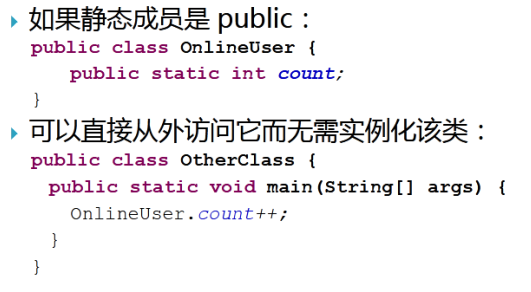 如果静态成员是 public：
public class OnlineUser {
public static int count;
}
可以直接从外访问它而无需实例化该类：
public class OtherClass {
public static void main(String[] args) {
OnlineUser.count++;
}
}